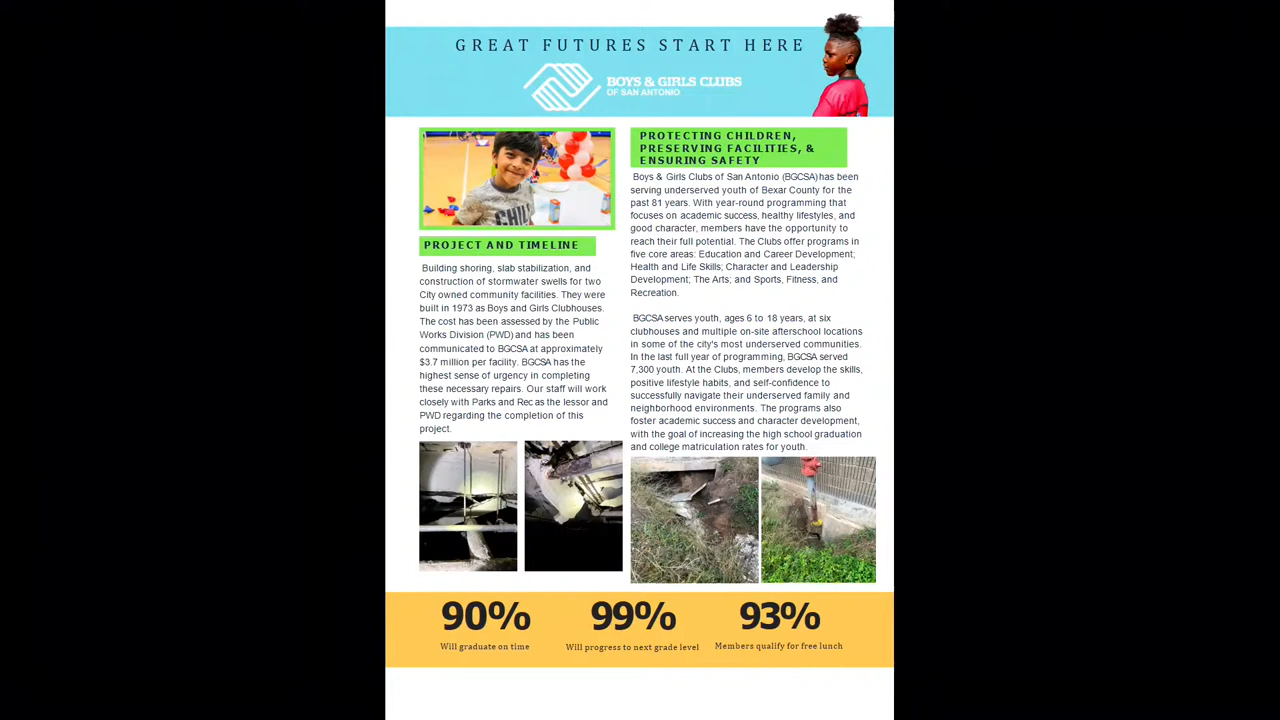 GREAT FUTURES START HERE
BOYS & GIRLS CLUBS
OF SAN ANTONIO
PROJECT AND TIMELINE
Building shoring, slab stabilization, and
construction of stormwater swells for two
City owned community facilities. They were
built in 1973 as Boys and Girls Clubhouses.
The cost has been assessed by the Public
Works Division (PWD) and has been
communicated to BGCSA at approximately
$3.7 million per facility. BGCSA has the
highest sense of urgency in completing
these necessary repairs. Our staff will work
closely with Parks and Rec as the lessor and
PWD regarding the completion of this
project.
PROTECTING CHILDREN,
PRESERVING FACILITIES, &
ENSURING SAFETY
Boys & Girls Clubs of San Antonio (BGCSA) has been
serving underserved youth of Bexar County for the
past 81 years. With year-round programming that
focuses on academic success, healthy lifestyles, and
good character, members have the opportunity to
reach their full potential. The Clubs offer programs in
five core areas: Education and Career Development;
Health and Life Skills; Character and Leadership
Development; The Arts; and Sports, Fitness, and
Recreation.
BGCSA serves youth, ages 6 to 18 years, at six
clubhouses and multiple on-site afterschool locations
in some of the city's most underserved communities.
In the last full year of programming, BGCSA served
7,300 youth. At the Clubs, members develop the skills,
positive lifestyle habits, and self-confidence to
successfully navigate their underserved family and
neighborhood environments. The programs also
foster academic success and character development,
with the goal of increasing the high school graduation
and college matriculation rates for youth.
90%
Will graduate on time
99%
Will progress to next grade level
93%
Members qualify for free lunch